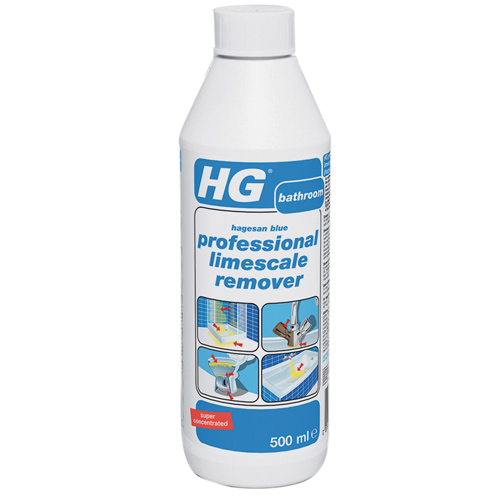 HG
bathroom
hagesan blue
professional
limescale
remover
super
concentrated
500 ml ℮